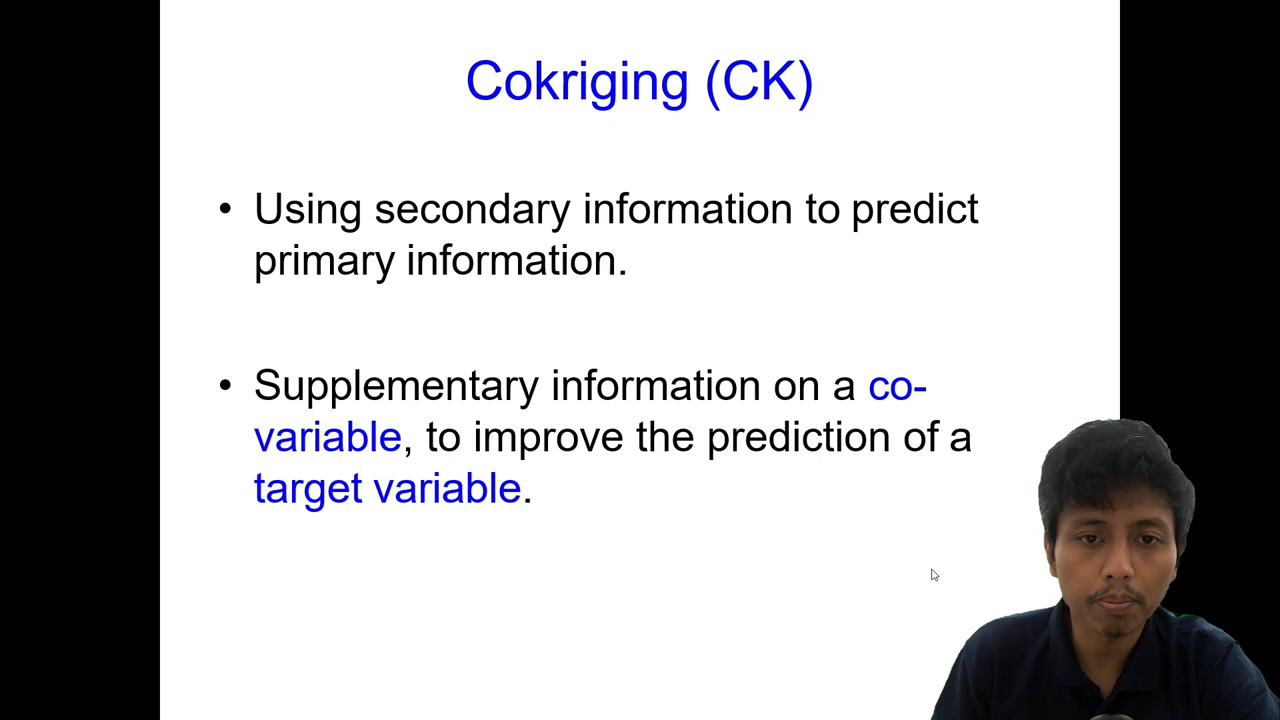 Cokriging (CK)
• Using secondary information to predict
primary information.
• Supplementary information on a co-
variable, to improve the prediction of a
target variable.